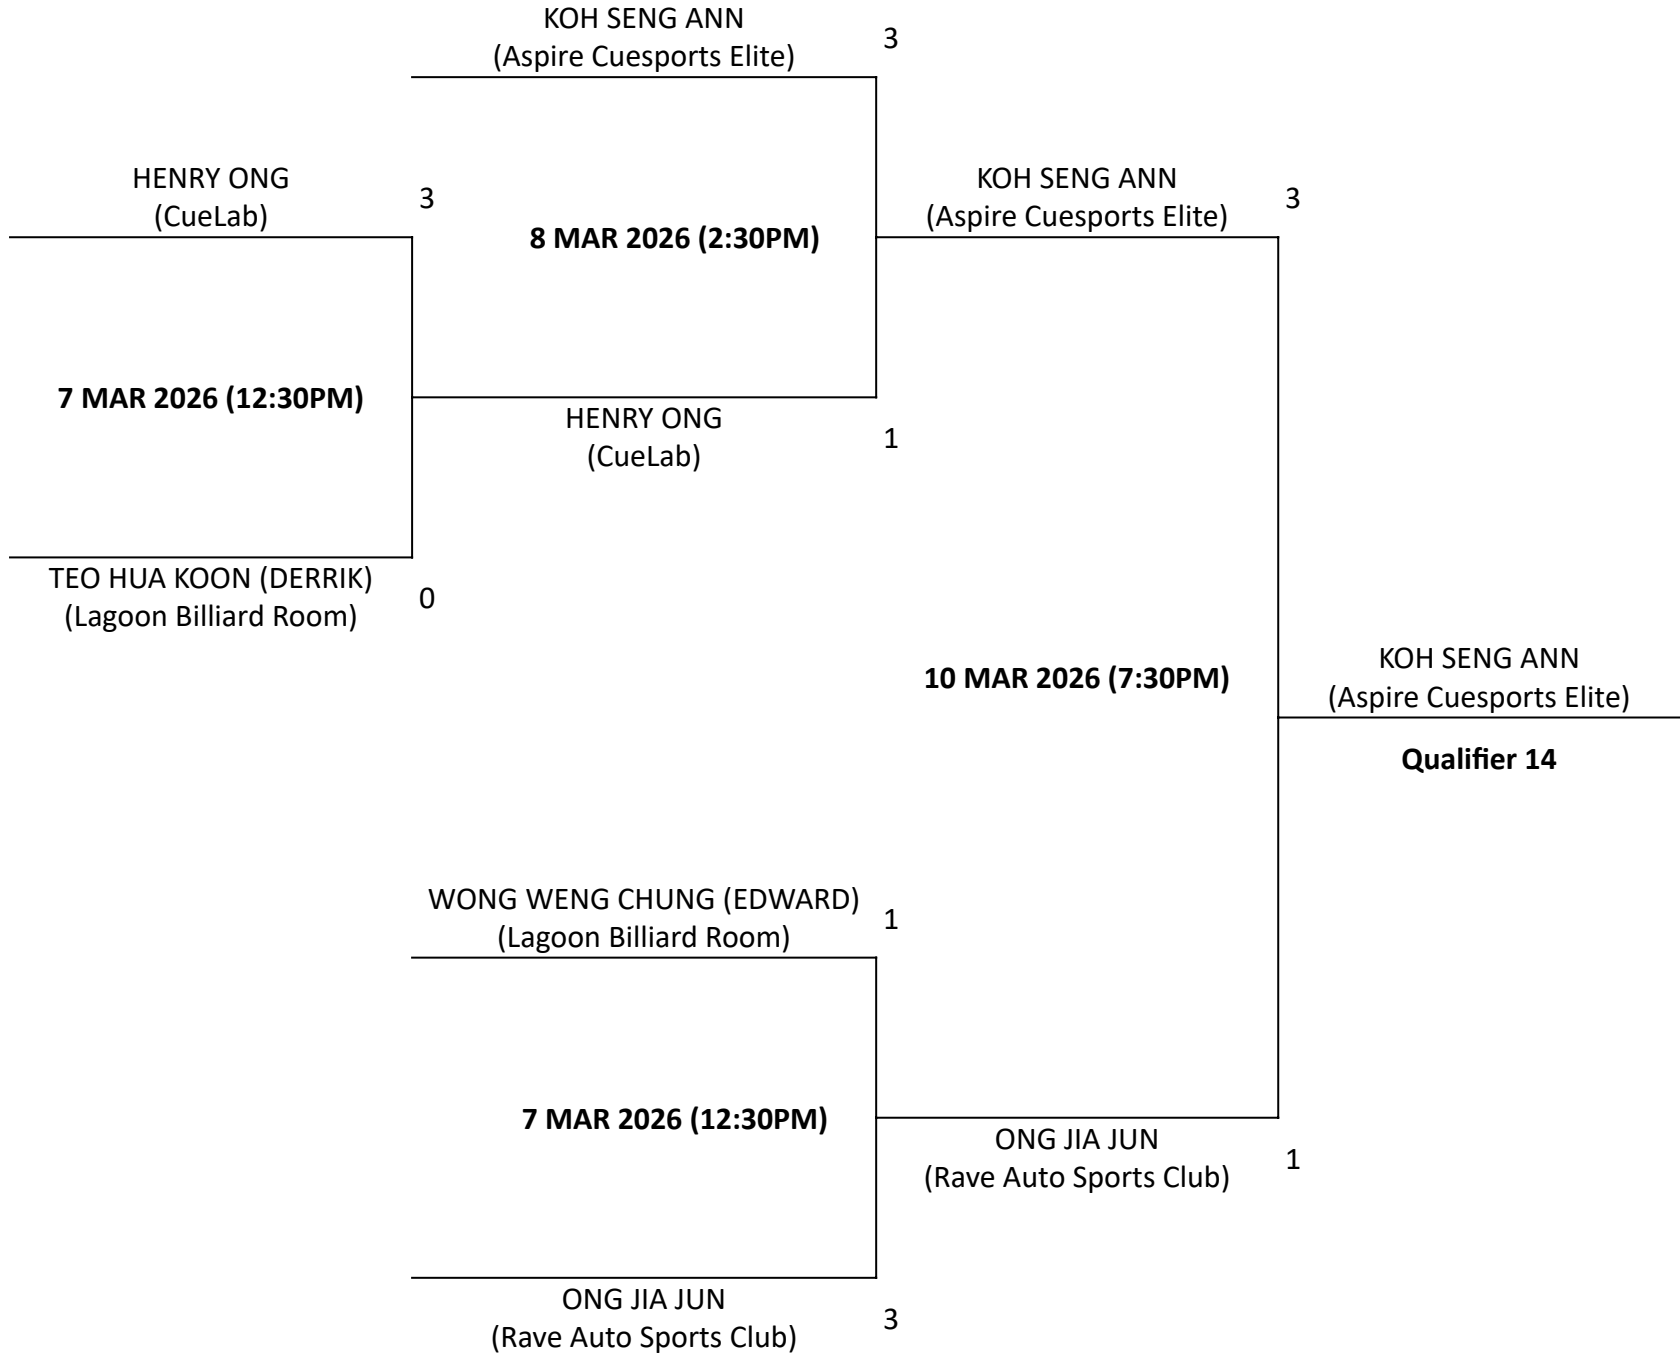 KOH SENG ANN
(Aspire Cuesports Elite)
3
HENRY ONG
(CueLab)
3
8 MAR 2026 (2:30PM)
KOH SENG ANN
(Aspire Cuesports Elite)
3
7 MAR 2026 (12:30PM)
HENRY ONG
(CueLab)
1
TEO HUA KOON (DERRIK)
(Lagoon Billiard Room)
0
10 MAR 2026 (7:30PM)
KOH SENG ANN
(Aspire Cuesports Elite)
Qualifier 14
WONG WENG CHUNG (EDWARD)
(Lagoon Billiard Room)
1
7 MAR 2026 (12:30PM)
ONG JIA JUN
(Rave Auto Sports Club)
1
ONG JIA JUN
(Rave Auto Sports Club)
3